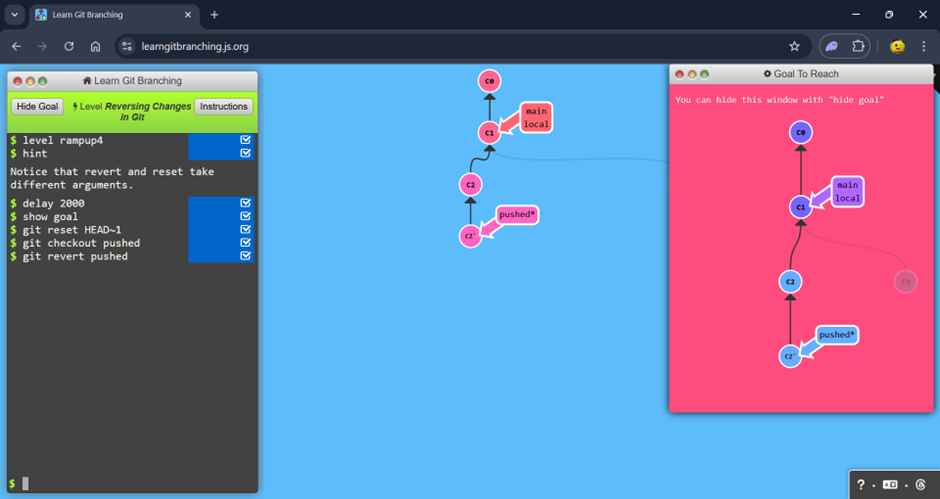 Learn Git Branching
learngitbranching.js.org
Learn Git Branching
Hide Goal
Level Reversing Changes in Git
Instructions
$ level rampup4
$ hint
Notice that revert and reset take
different arguments.
$ delay 2000
$ show goal
$ git reset HEAD~1
$ git checkout pushed
$ git revert pushed
$
C0
main
local
C1
C2
pushed*
C2'
Goal To Reach
You can hide this window with "hide goal"
C0
main
local
C1
C2
C3
pushed*
C2'
?